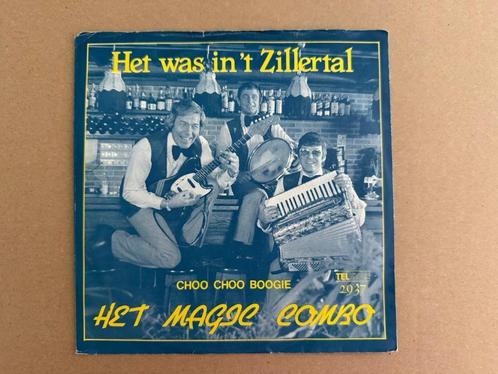 Het was in't Zillertal
CHOO CHOO BOOGIE
TEL
2037
HET MAGIC COMBO